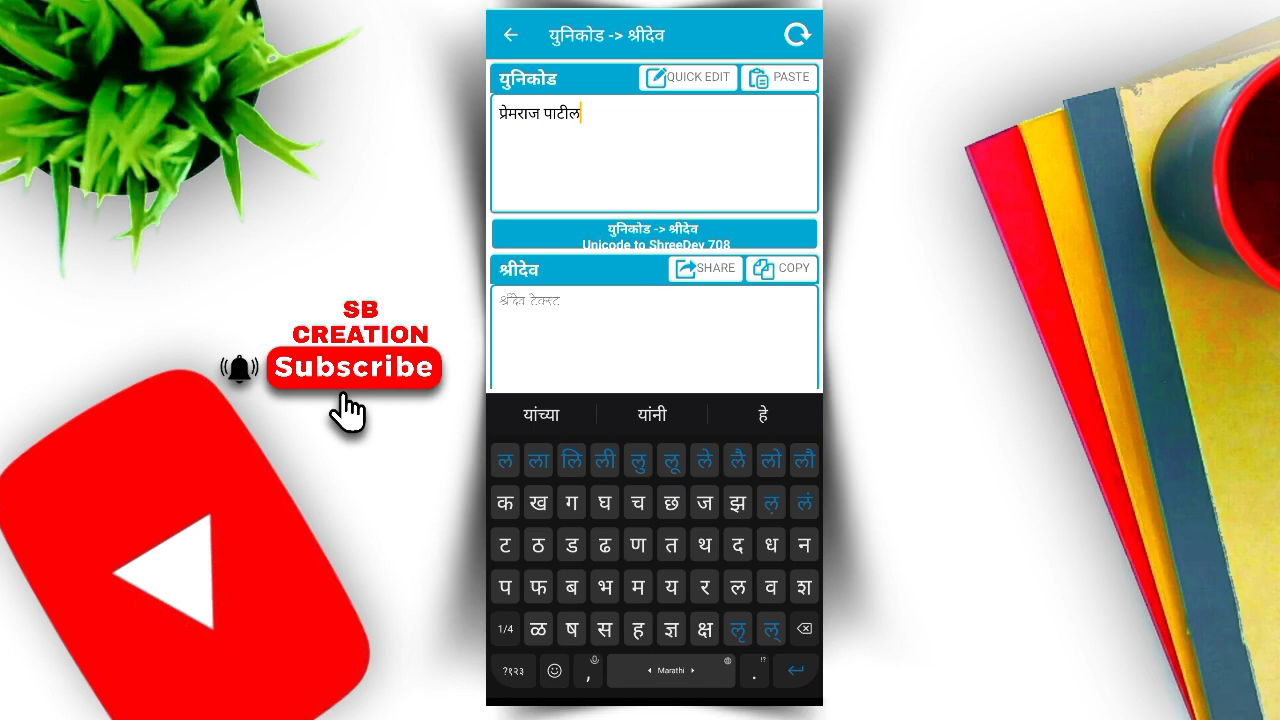 युनिकोड -> श्रीदेव
युनिकोड
QUICK EDIT
PASTE
प्रेमराज पाटील
युनिकोड -> श्रीदेव
Unicode to ShreeDev 708
श्रीदेव
SHARE
COPY
श्रीदेव टेक्स्ट
SB
CREATION
Subscribe
यांच्या यांनी हे
ल ला लि ली लु लू ले लै लो लौ
क ख ग घ च छ ज झ ल़ लं
ट ठ ड ढ ण त थ द ध न
प फ ब भ म य र ल व श
1/4 ळ ष स ह ज्ञ क्ष लृ ल्
?१२३ , Marathi . !?